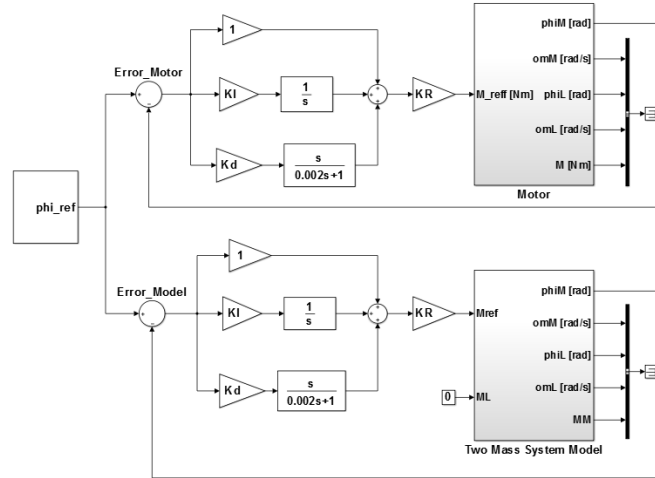 phiM [rad]
1
omM [rad/s]
Error_Motor
KI
1
s
KR
M_reff [Nm]
phiL [rad]
omL [rad/s]
Kd
s
0.002s+1
M [Nm]
Motor
phi_ref
1
phiM [rad]
Error_Model
KI
1
s
KR
Mref
omM [rad/s]
phiL [rad]
Kd
s
0.002s+1
0
ML
omL [rad/s]
MM
Two Mass System Model